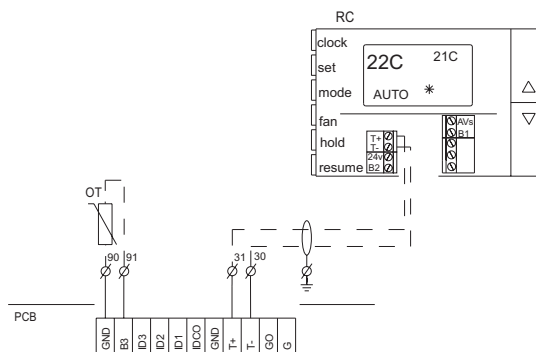 RC
clock
set
mode
fan
hold
resume
22C 21C
AUTO *
T+
T-
24v
B2
AVs
B1
OT
90 91
31 30
PCB
GND B3 ID3 ID2 ID1 IDCO GND T+ T- GO G